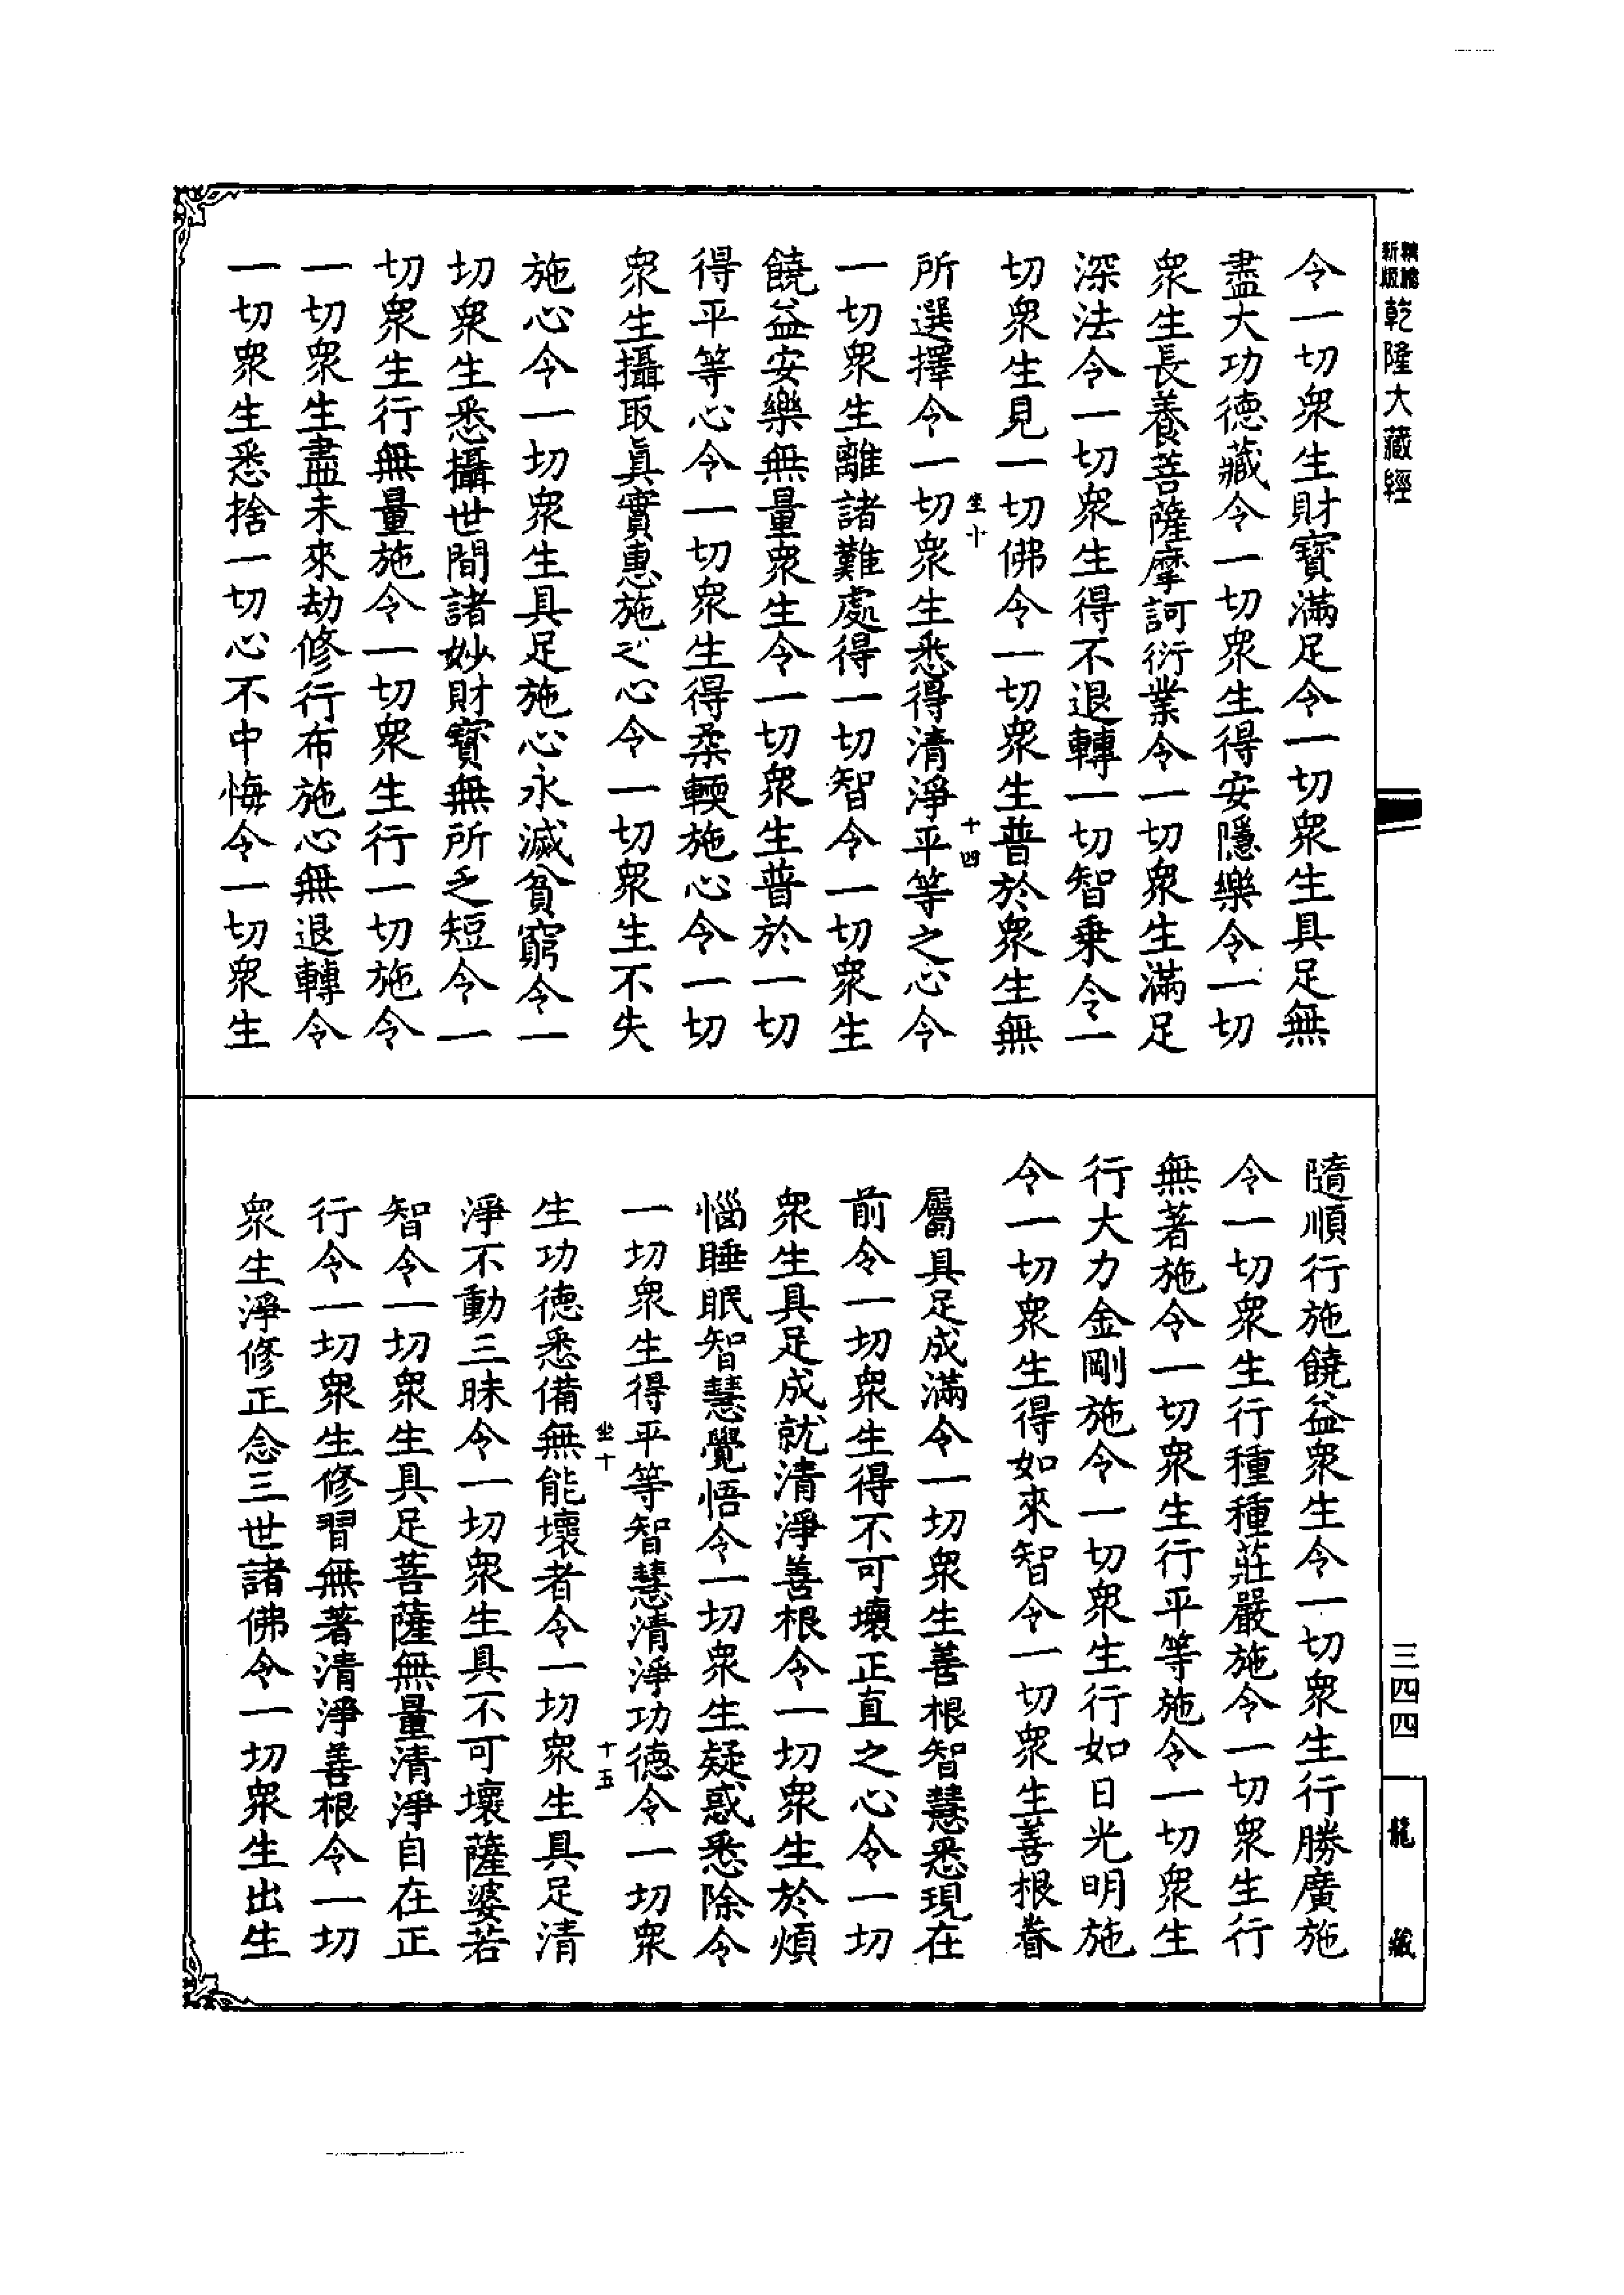 新版 精縮 乾隆大藏經
令一切衆生財寶滿足令一切衆生具足無
盡大功德藏令一切衆生得安隱樂令一切
衆生長養菩薩摩訶衍業令一切衆生滿足
深法令一切衆生得不退轉一切智乗令一
切衆生見一切佛令一切衆生普於衆生無
坐十 十四
所選擇令一切衆生悉得清淨平等之心令
一切衆生離諸難處得一切智令一切衆生
饒益安樂無量衆生令一切衆生普於一切
得平等心令一切衆生得柔輭施心令一切
衆生攝取眞實惠施之心令一切衆生不失
施心令一切衆生具足施心永滅貧窮令一
切衆生悉攝世間諸妙財寳無所乏短令一
切衆生行無量施令一切衆生行一切施令
一切衆生盡未來劫修行布施心無退轉令
一切衆生悉捨一切心不中悔令一切衆生
隨順行施饒益衆生令一切衆生行勝廣施
令一切衆生行種種莊嚴施令一切衆生行
無著施令一切衆生行平等施令一切衆生
行大力金剛施令一切衆生行如日光明施
令一切衆生得如來智令一切衆生善根眷
屬具足成滿令一切衆生善根智慧悉現在
前令一切衆生得不可壞正直之心令一切
衆生具足成就清淨善根令一切衆生於煩
惱睡眠智慧覺悟令一切衆生疑惑悉除令
一切衆生得平等智慧清淨功德令一切衆
坐十 十五
生功德悉備無能壞者令一切衆生具足清
淨不動三昧令一切衆生具不可壞薩婆若
智令一切衆生具足菩薩無量清淨自在正
行令一切衆生修習無著清淨善根令一切
衆生淨修正念三世諸佛令一切衆生出生
三四四
龍藏